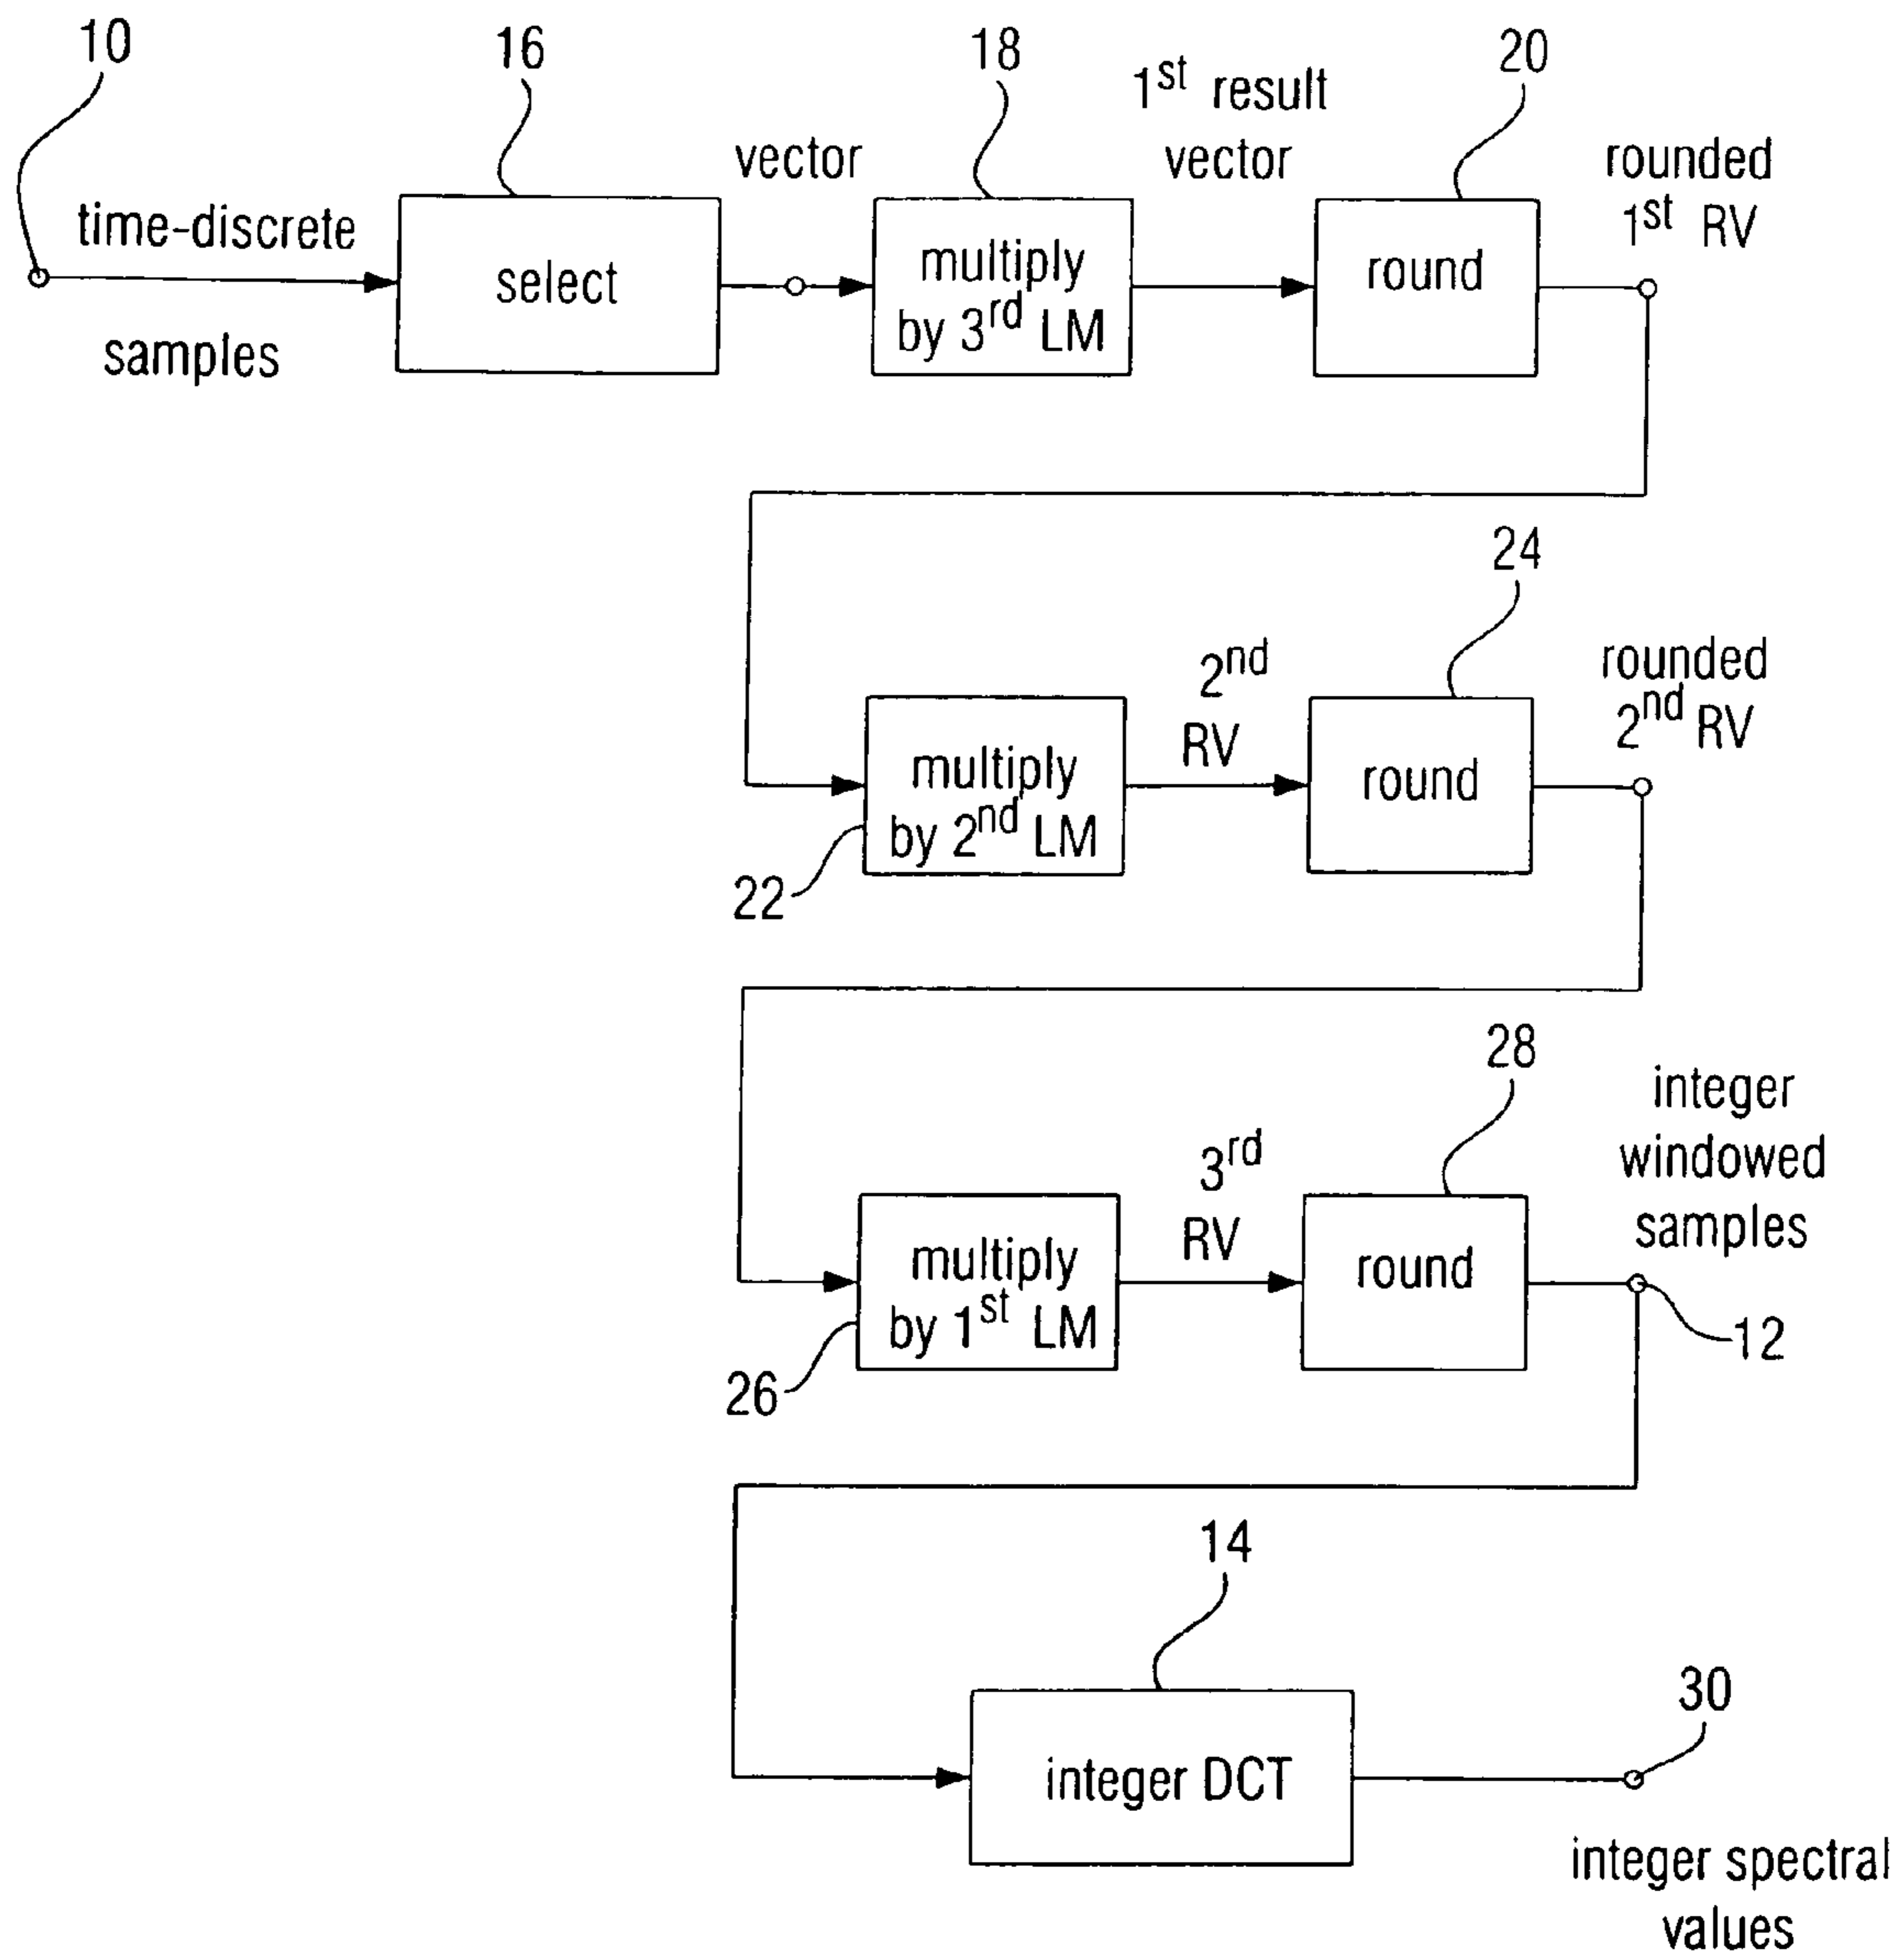 10
16
18
1st result
vector
20
time-discrete
samples
select
vector
multiply
by 3rd LM
round
rounded
1st RV
24
multiply
by 2nd LM
22
2nd
RV
round
rounded
2nd RV
28
multiply
by 1st LM
26
3rd
RV
round
integer
windowed
samples
12
14
integer DCT
30
integer spectral
values